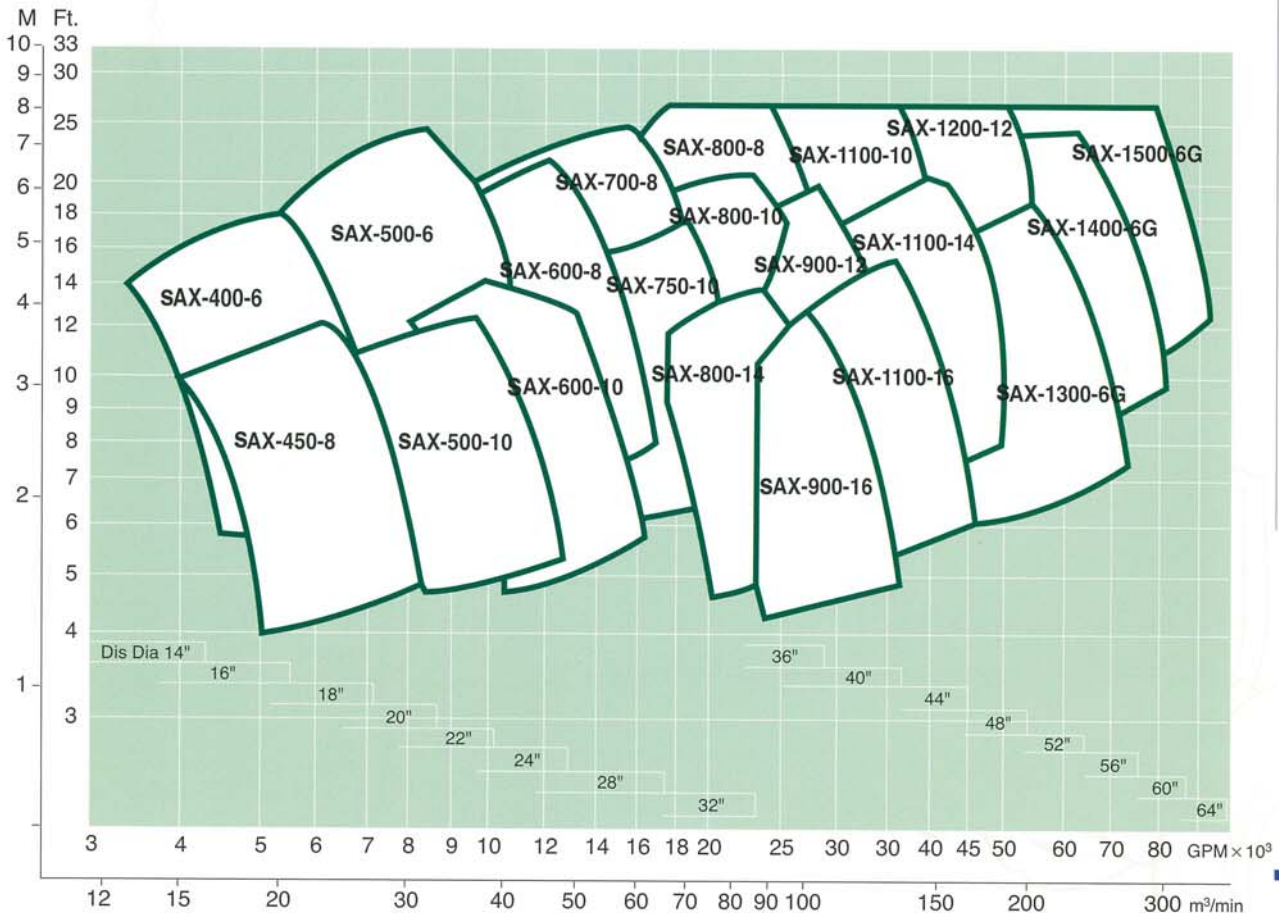 M Ft.
10 33
9 30
8
25
7
6 20
18
5 16
14
4
12
10
3
9
8
7
2
6
5
4
1
3
SAX-800-8
SAX-1200-12
SAX-1100-10
SAX-1500-6G
SAX-700-8
SAX-800-10
SAX-500-6
SAX-1400-6G
SAX-1100-14
SAX-900-12
SAX-600-8
SAX-750-10
SAX-400-6
SAX-800-14
SAX-1100-16
SAX-600-10
SAX-1300-6G
SAX-450-8
SAX-500-10
SAX-900-16
Dis Dia 14"
16"
18"
20"
22"
24"
28"
32"
36"
40"
44"
48"
52"
56"
60"
64"
3 4 5 6 7 8 9 10 12 14 16 18 20 25 30 30 40 45 50 60 70 80 GPM×10³
12 15 20 30 40 50 60 70 80 90 100 150 200 300 m³/min